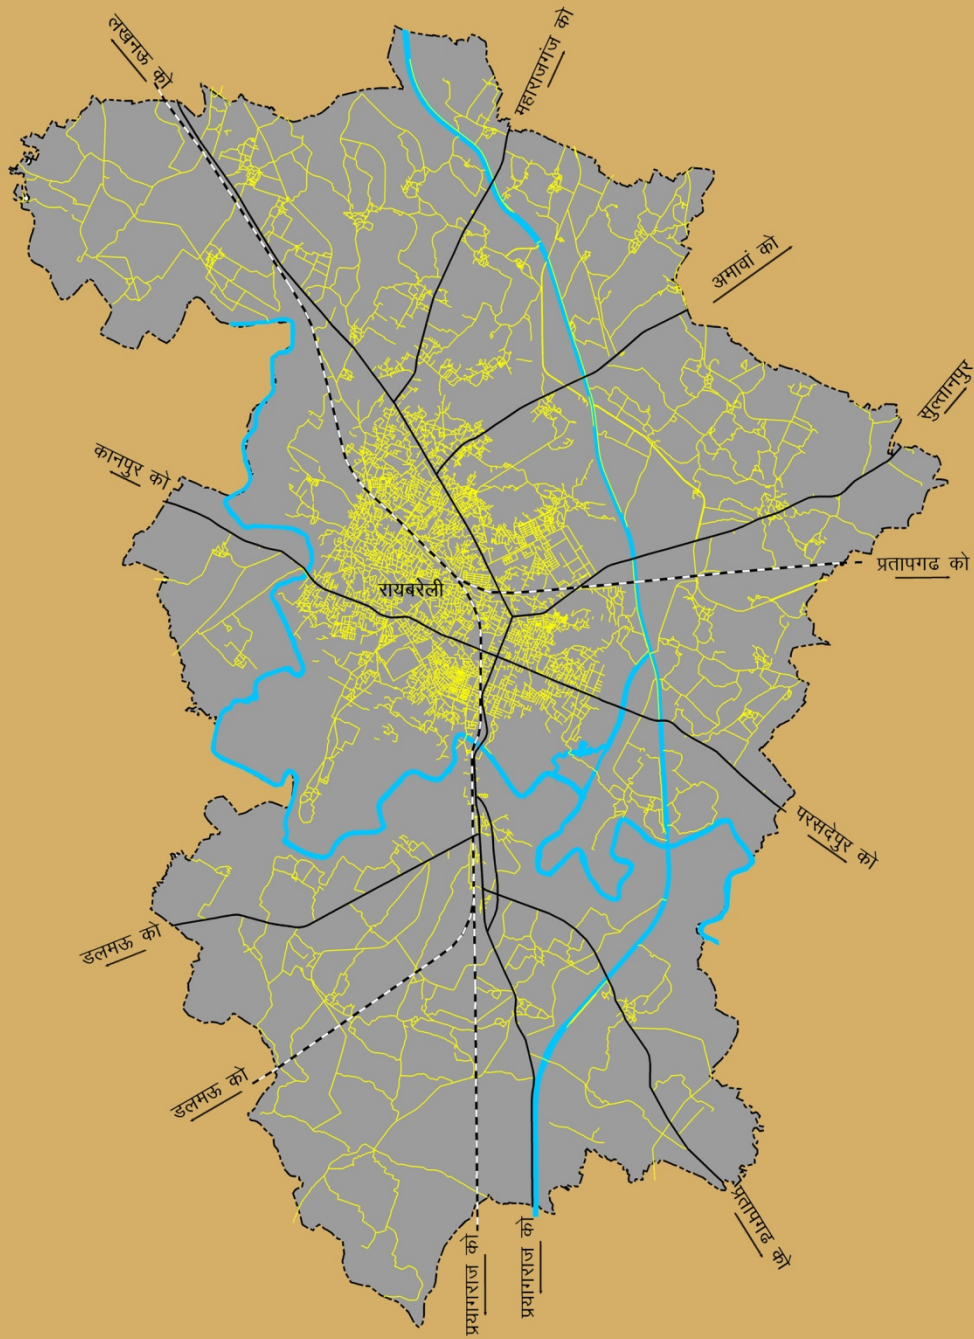 लखनऊ को
महाराजगंज को
अमावां को
सुल्तानपुर
कानपुर को
प्रतापगढ को
रायबरेली
परसदेपुर को
डलमऊ को
डलमऊ को
प्रतापगढ को
प्रयागराज को
प्रयागराज को